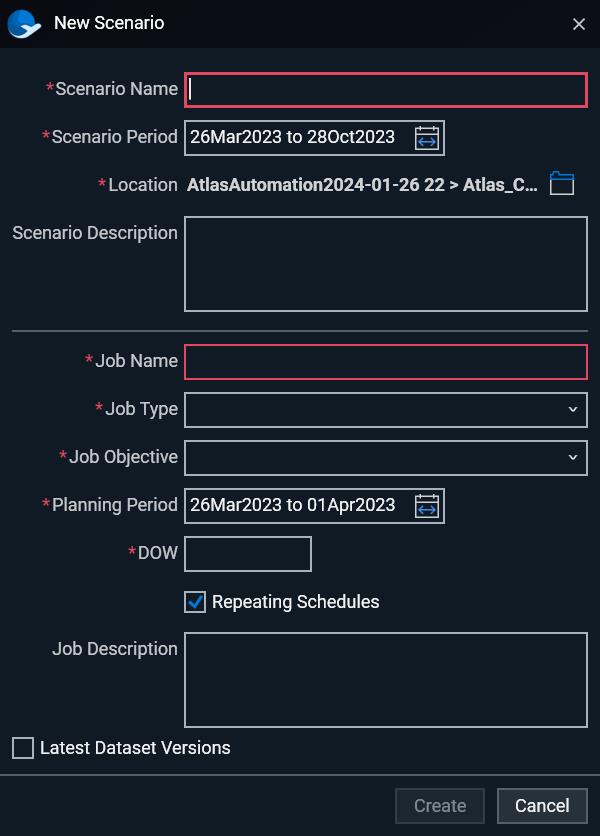 New Scenario
*Scenario Name
*Scenario Period 26Mar2023 to 28Oct2023
*Location AtlasAutomation2024-01-26 22 > Atlas_C...
Scenario Description
*Job Name
*Job Type
*Job Objective
*Planning Period 26Mar2023 to 01Apr2023
*DOW
Repeating Schedules
Job Description
Latest Dataset Versions
Create Cancel